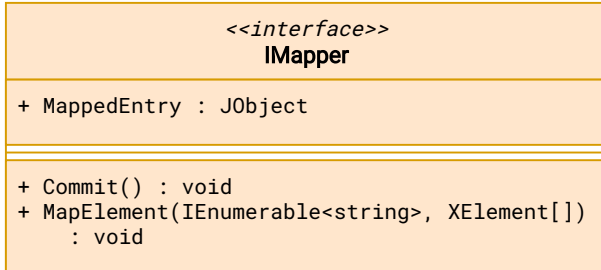 <<interface>>
IMapper
+ MappedEntry : JObject
+ Commit() : void
+ MapElement(IEnumerable<string>, XElement[])
: void